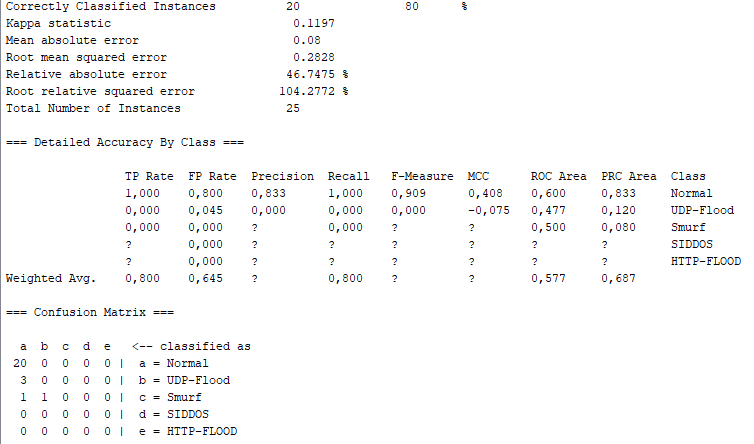 Correctly Classified Instances 20 80 %
Kappa statistic 0.1197
Mean absolute error 0.08
Root mean squared error 0.2828
Relative absolute error 46.7475 %
Root relative squared error 104.2772 %
Total Number of Instances 25
=== Detailed Accuracy By Class ===
TP Rate FP Rate Precision Recall F-Measure MCC ROC Area PRC Area Class
1,000 0,800 0,833 1,000 0,909 0,408 0,600 0,833 Normal
0,000 0,045 0,000 0,000 0,000 -0,075 0,477 0,120 UDP-Flood
0,000 0,000 ? 0,000 ? ? 0,500 0,080 Smurf
? 0,000 ? ? ? ? ? ? SIDDOS
? 0,000 ? ? ? ? ? ? HTTP-FLOOD
Weighted Avg. 0,800 0,645 ? 0,800 ? ? 0,577 0,687
=== Confusion Matrix ===
a b c d e <-- classified as
20 0 0 0 0 | a = Normal
3 0 0 0 0 | b = UDP-Flood
1 1 0 0 0 | c = Smurf
0 0 0 0 0 | d = SIDDOS
0 0 0 0 0 | e = HTTP-FLOOD